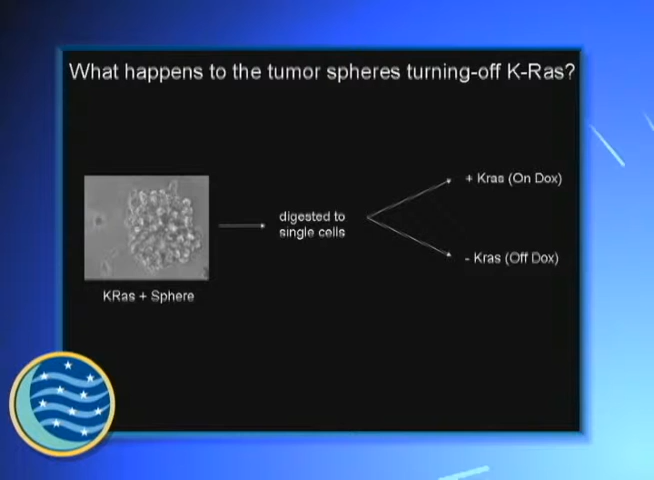 What happens to the tumor spheres turning-off K-Ras?
+ Kras (On Dox)
digested to
single cells
- Kras (Off Dox)
KRas + Sphere